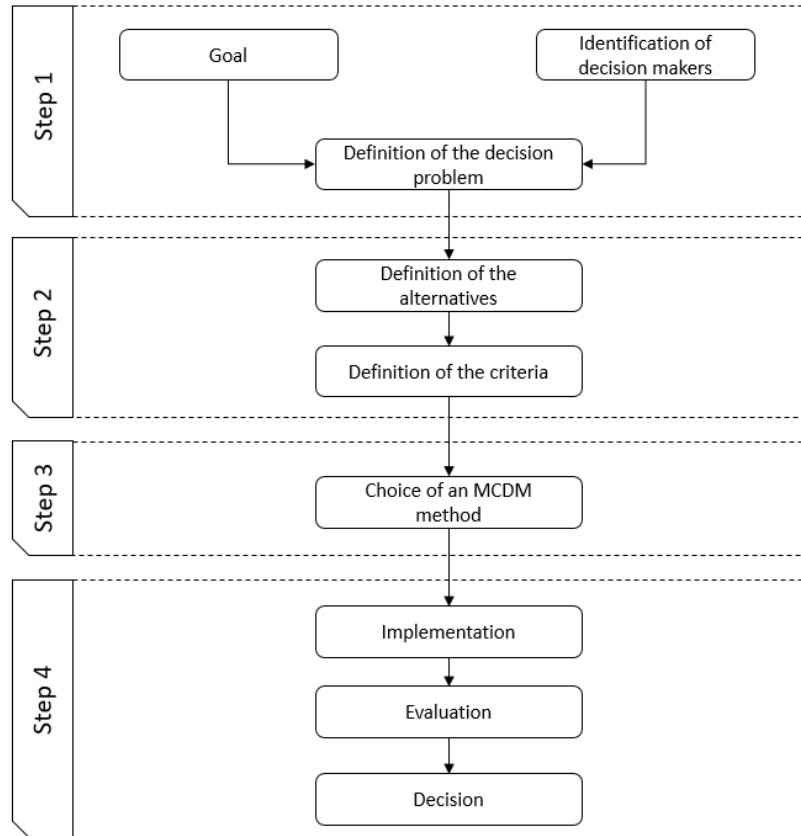 Step 1
Goal
Identification of
decision makers
Definition of the decision
problem
Step 2
Definition of the
alternatives
Definition of the criteria
Step 3
Choice of an MCDM
method
Step 4
Implementation
Evaluation
Decision